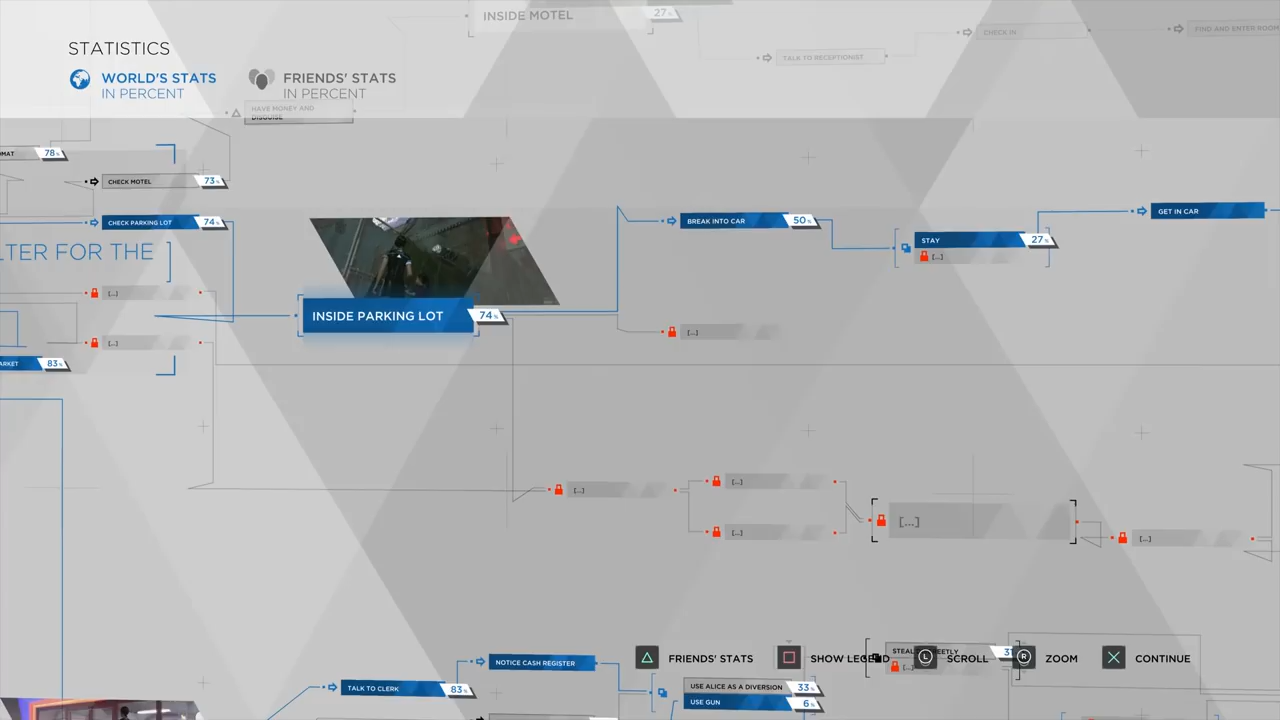 INSIDE MOTEL
27%
STATISTICS
CHECK IN
FIND AND ENTER ROOM
TALK TO RECEPTIONIST
WORLD'S STATS
IN PERCENT
FRIENDS' STATS
IN PERCENT
HAVE MONEY AND
DISGUISE
78%
CHECK MOTEL
73%
CHECK PARKING LOT
74%
BREAK INTO CAR
50%
GET IN CAR
STAY
27%
[...]
LTER FOR THE
[...]
INSIDE PARKING LOT
74%
[...]
[...]
ARKET
83%
[...]
[...]
[...]
[...]
[...]
NOTICE CASH REGISTER
FRIENDS' STATS
SHOW LEGEND
L
SCROLL
R
ZOOM
CONTINUE
[...]
TALK TO CLERK
83%
USE ALICE AS A DIVERSION
33%
USE GUN
6%